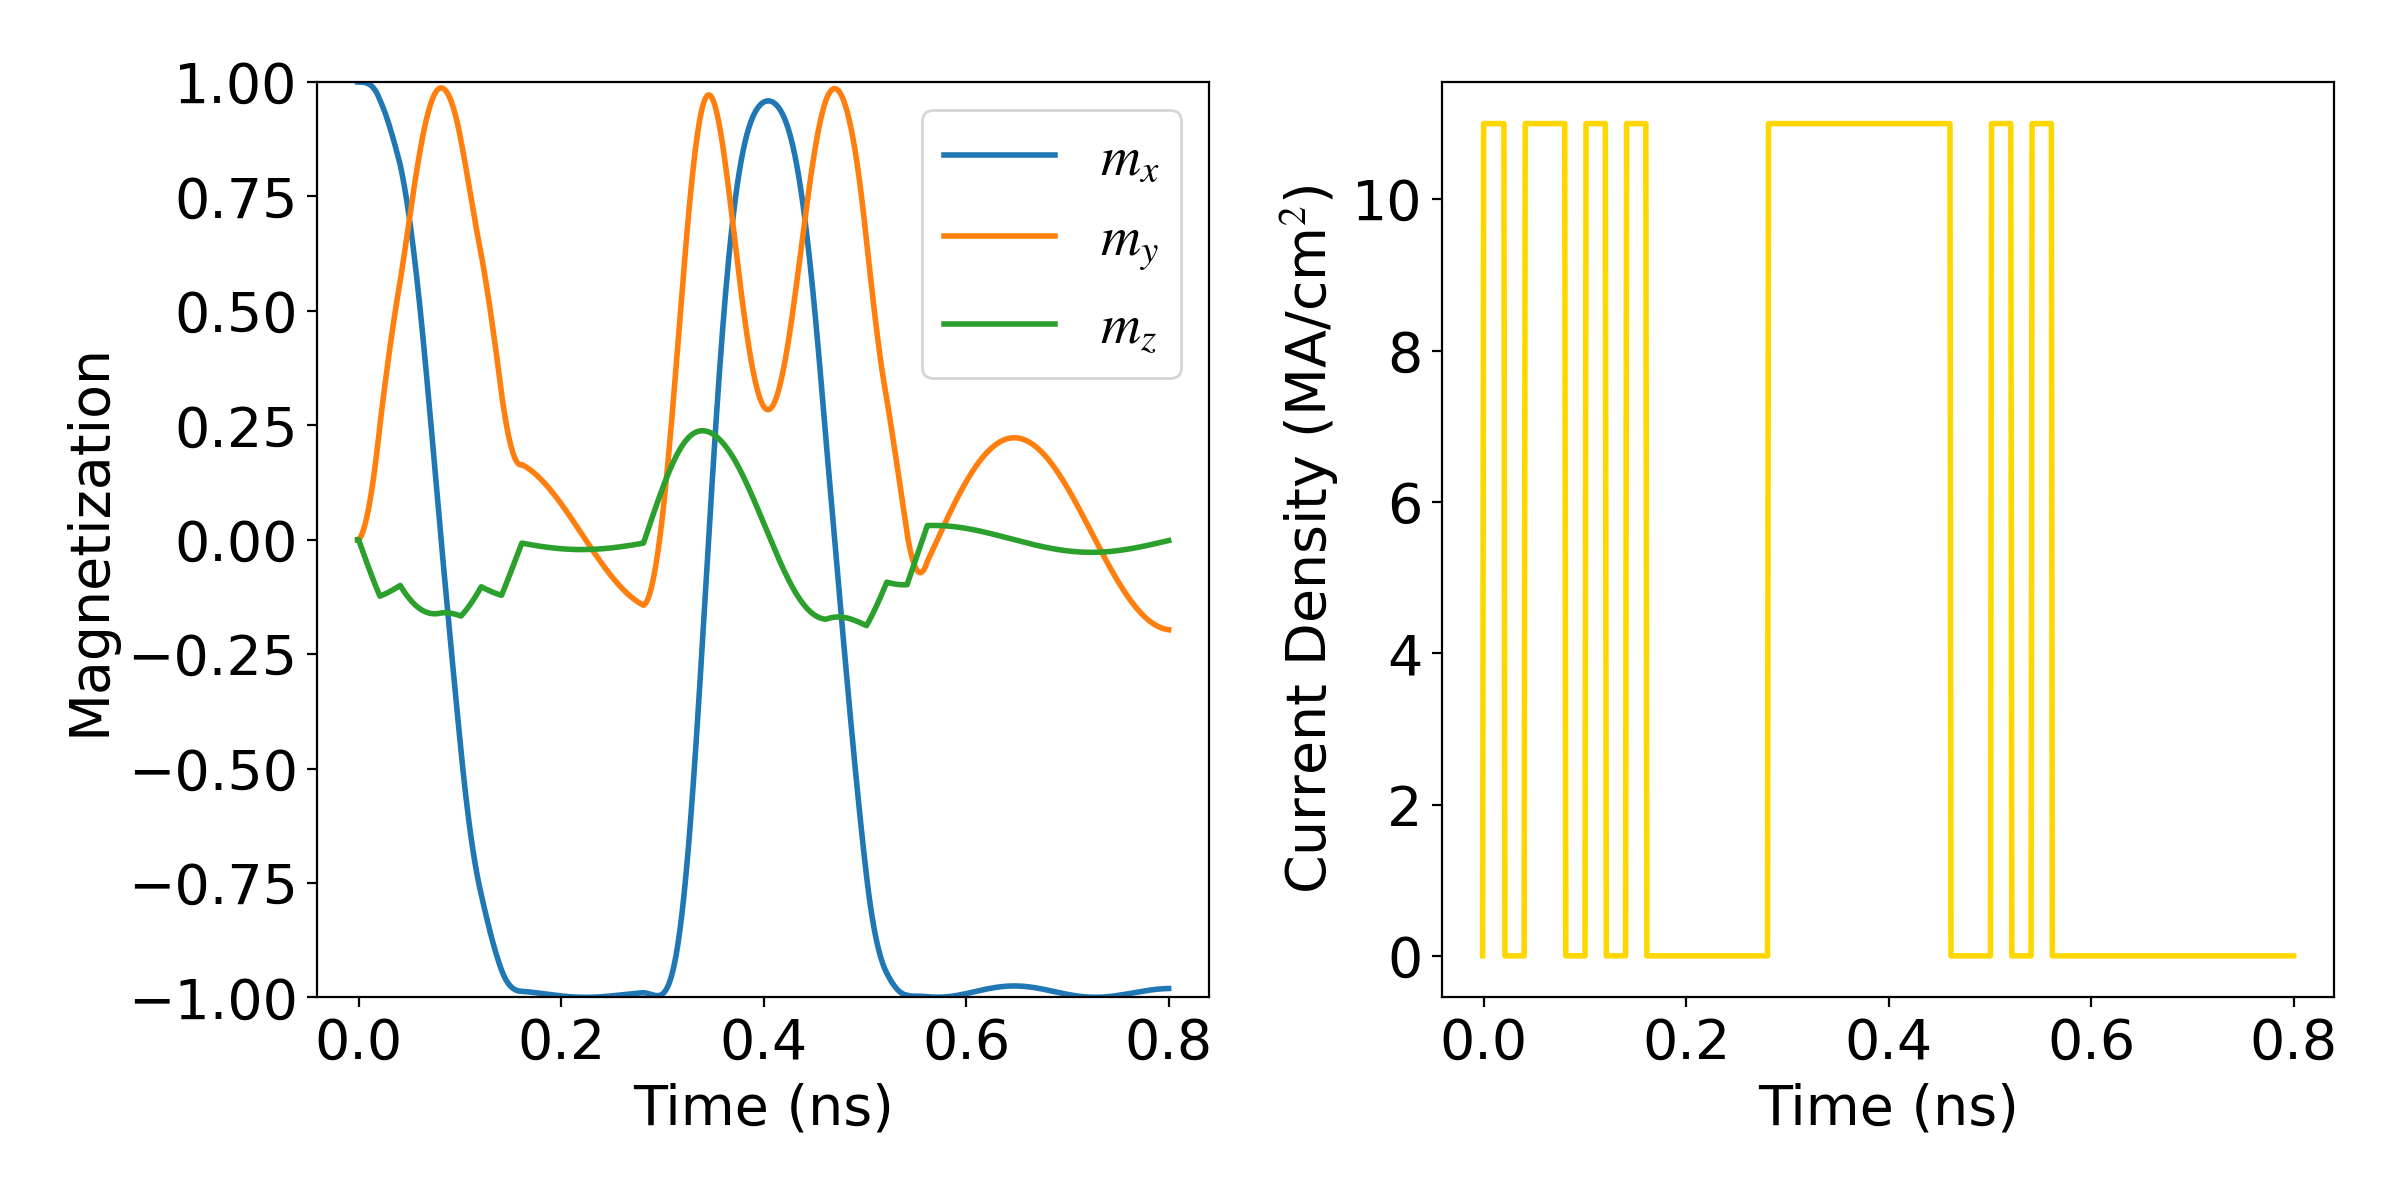 Magnetization
1.00
0.75
0.50
0.25
0.00
−0.25
−0.50
−0.75
−1.00
0.0 0.2 0.4 0.6 0.8
Time (ns)
m_x
m_y
m_z
Current Density (MA/cm²)
10
8
6
4
2
0
0.0 0.2 0.4 0.6 0.8
Time (ns)